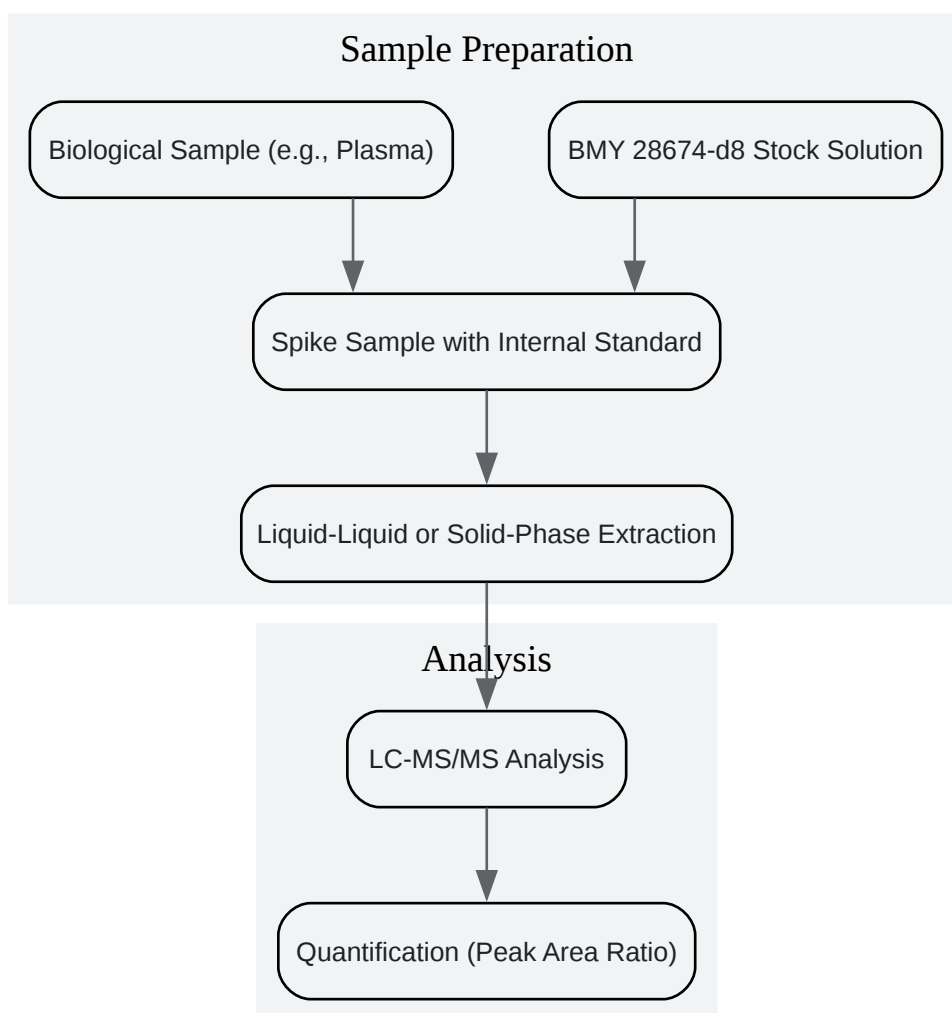 Sample Preparation
Biological Sample (e.g., Plasma)
BMY 28674-d8 Stock Solution
Spike Sample with Internal Standard
Liquid-Liquid or Solid-Phase Extraction
Analysis
LC-MS/MS Analysis
Quantification (Peak Area Ratio)